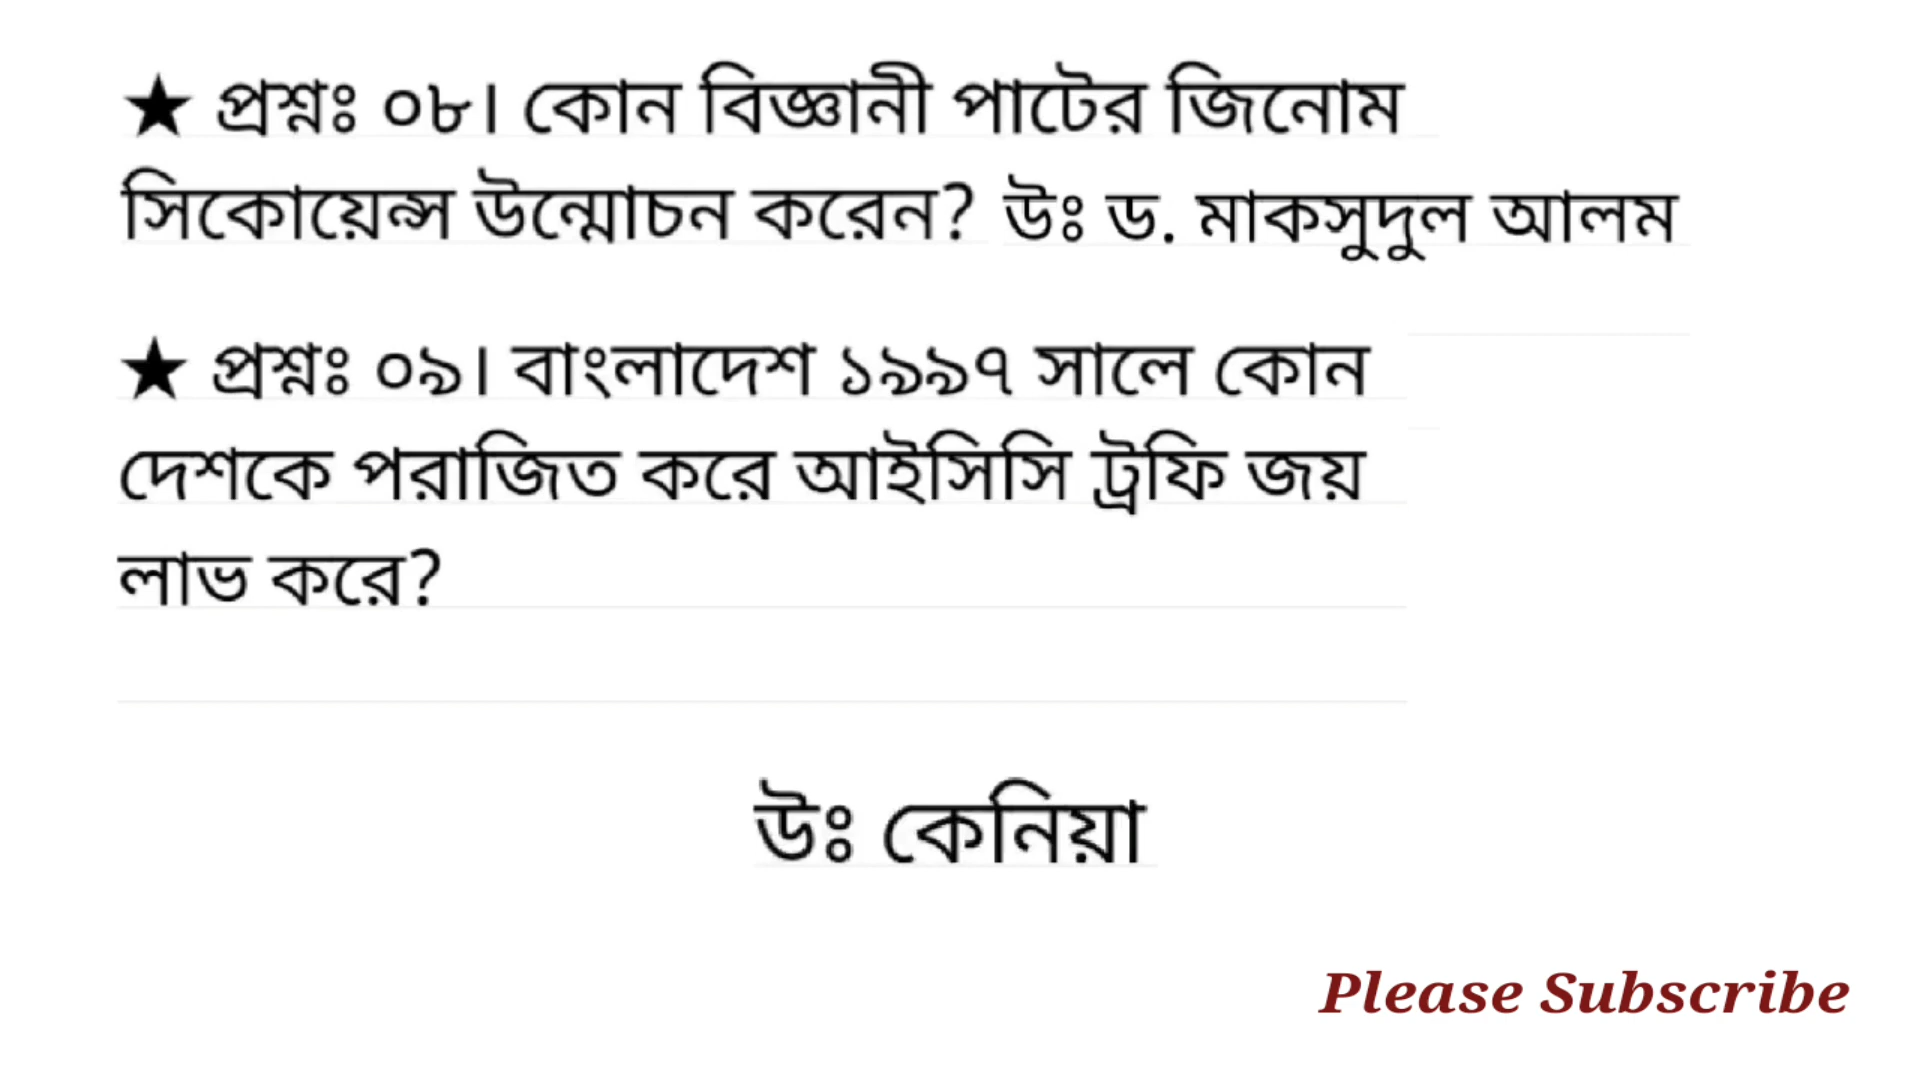 ★ প্রশ্নঃ ০৮। কোন বিজ্ঞানী পাটের জিনোম
সিকোয়েন্স উন্মোচন করেন? উঃ ড. মাকসুদুল আলম
★ প্রশ্নঃ ০৯। বাংলাদেশ ১৯৯৭ সালে কোন
দেশকে পরাজিত করে আইসিসি ট্রফি জয়
লাভ করে?
উঃ কেনিয়া
Please Subscribe